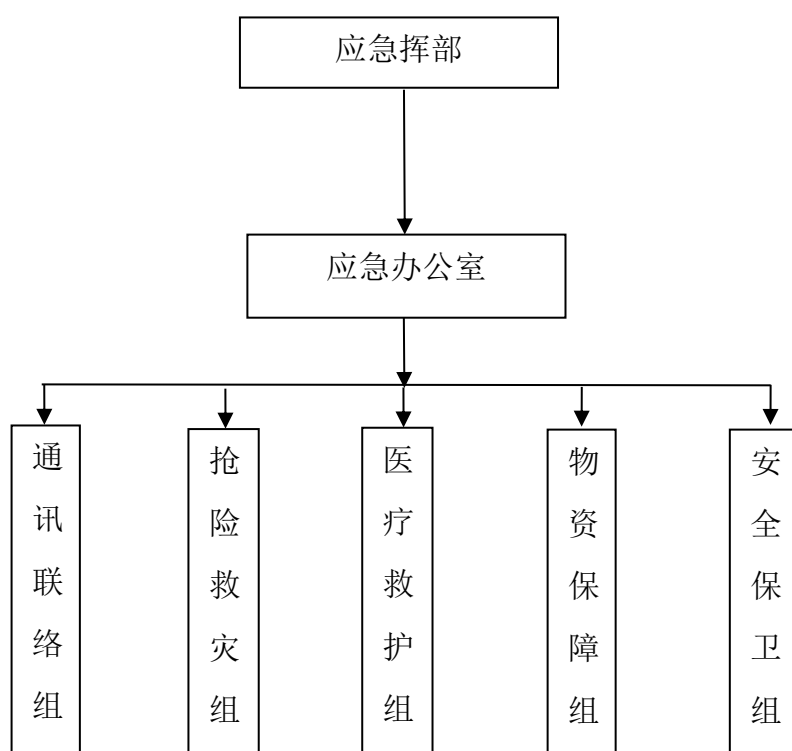 应急挥部
应急办公室
通讯联络组
抢险救灾组
医疗救护组
物资保障组
安全保卫组